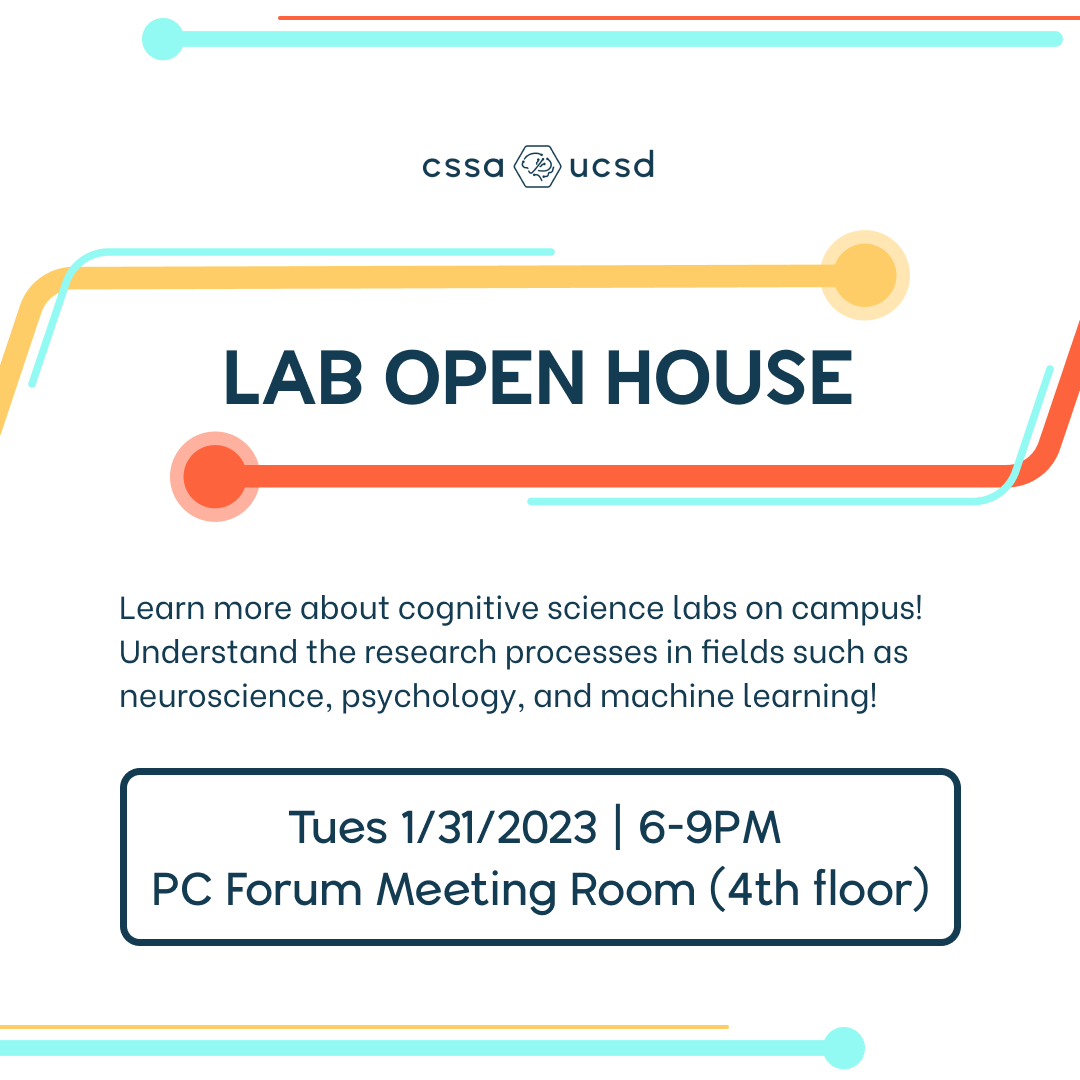 cssa ucsd
LAB OPEN HOUSE
Learn more about cognitive science labs on campus!
Understand the research processes in fields such as
neuroscience, psychology, and machine learning!
Tues 1/31/2023 | 6-9PM
PC Forum Meeting Room (4th floor)